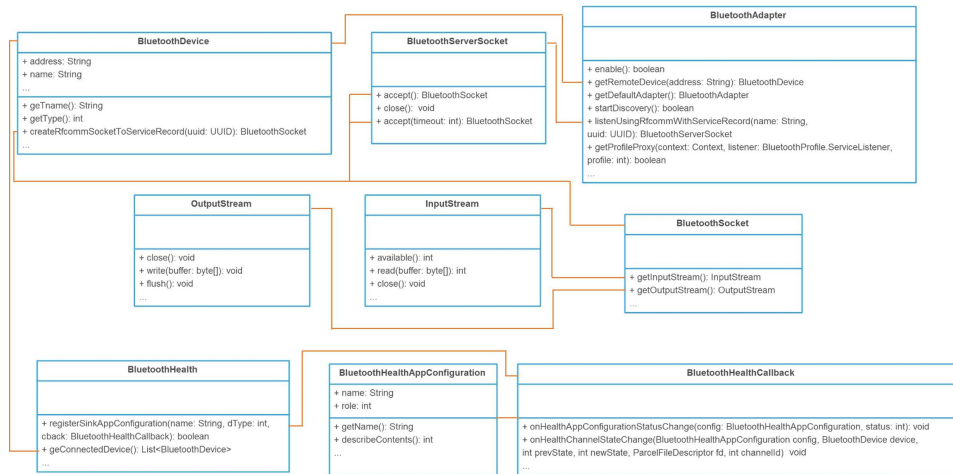 BluetoothDevice
+ address: String
+ name: String
...
+ geTname(): String
+ getType(): int
+ createRfcommSocketToServiceRecord(uuid: UUID): BluetoothSocket
...
BluetoothServerSocket
+ accept(): BluetoothSocket
+ close(): void
+ accept(timeout: int): BluetoothSocket
...
BluetoothAdapter
+ enable(): boolean
+ getRemoteDevice(address: String): BluetoothDevice
+ getDefaultAdapter(): BluetoothAdapter
+ startDiscovery(): boolean
+ listenUsingRfcommWithServiceRecord(name: String,
uuid: UUID): BluetoothServerSocket
+ getProfileProxy(context: Context, listener: BluetoothProfile.ServiceListener,
profile: int): boolean
...
OutputStream
+ close(): void
+ write(buffer: byte[]): void
+ flush(): void
...
InputStream
+ available(): int
+ read(buffer: byte[]): int
+ close(): void
...
BluetoothSocket
+ getInputStream(): InputStream
+ getOutputStream(): OutputStream
...
BluetoothHealth
+ registerSinkAppConfiguration(name: String, dType: int,
cback: BluetoothHealthCallback): boolean
+ geConnectedDevice(): List<BluetoothDevice>
...
BluetoothHealthAppConfiguration
+ name: String
+ role: int
+ getName(): String
+ describeContents(): int
...
BluetoothHealthCallback
+ onHealthAppConfigurationStatusChange(config: BluetoothHealthAppConfiguration, status: int): void
+ onHealthChannelStateChange(BluetoothHealthAppConfiguration config, BluetoothDevice device,
int prevState, int newState, ParcelFileDescriptor fd, int channelId) void
...